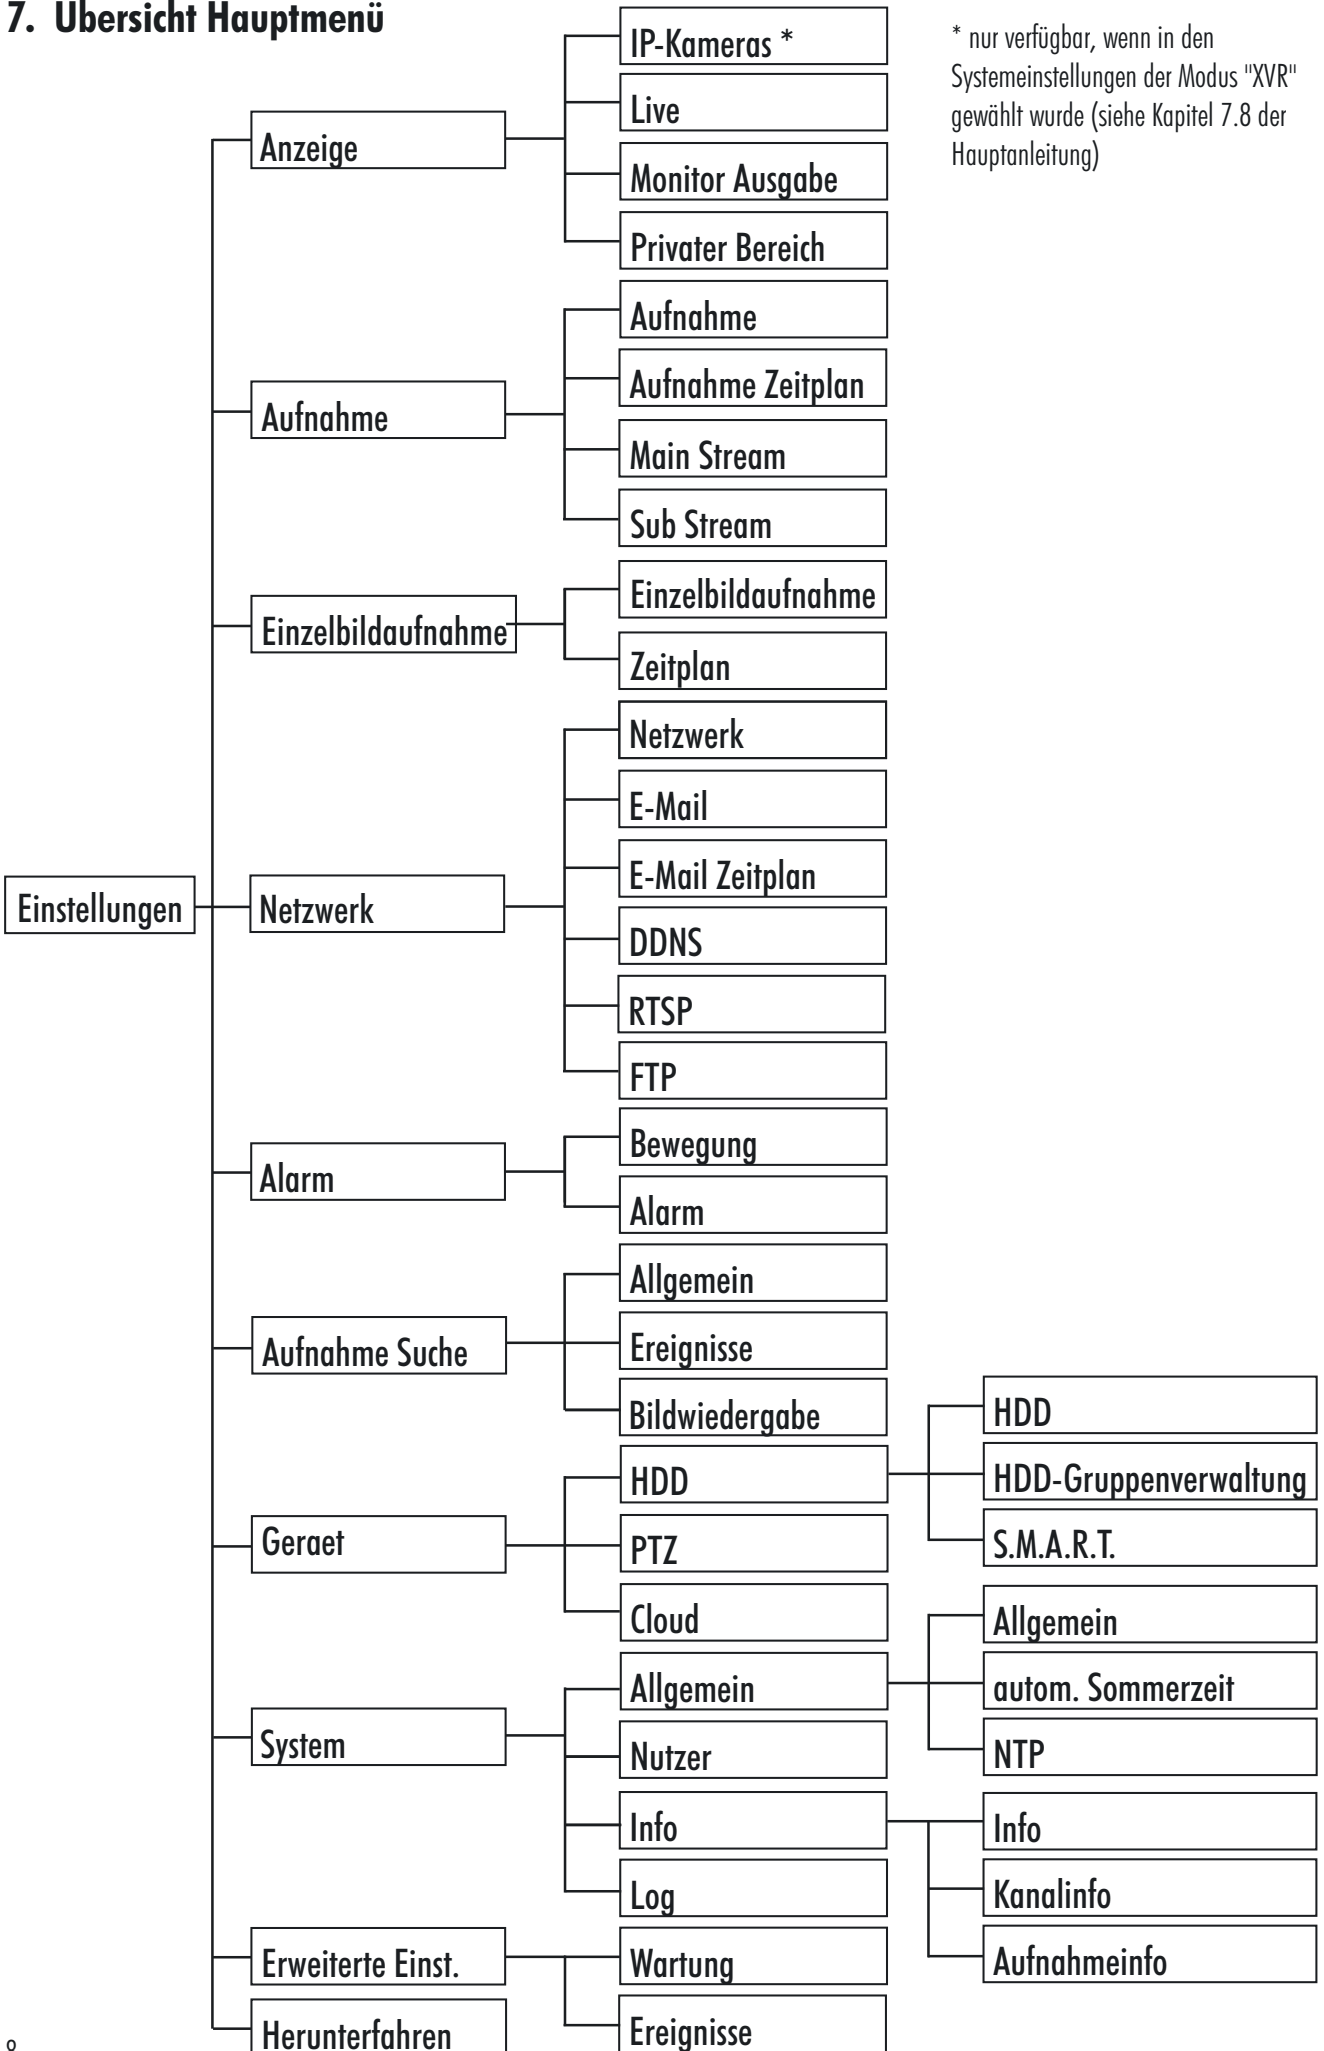 7. Übersicht Hauptmenü
* nur verfügbar, wenn in den
Systemeinstellungen der Modus "XVR"
gewählt wurde (siehe Kapitel 7.8 der
Hauptanleitung)
Einstellungen
Anzeige
IP-Kameras *
Live
Monitor Ausgabe
Privater Bereich
Aufnahme
Aufnahme
Aufnahme Zeitplan
Main Stream
Sub Stream
Einzelbildaufnahme
Einzelbildaufnahme
Zeitplan
Netzwerk
Netzwerk
E-Mail
E-Mail Zeitplan
DDNS
RTSP
FTP
Alarm
Bewegung
Alarm
Aufnahme Suche
Allgemein
Ereignisse
Bildwiedergabe
Geraet
HDD
HDD
HDD-Gruppenverwaltung
S.M.A.R.T.
PTZ
Cloud
System
Allgemein
Allgemein
autom. Sommerzeit
NTP
Nutzer
Info
Info
Kanalinfo
Aufnahmeinfo
Log
Erweiterte Einst.
Wartung
Ereignisse
Herunterfahren